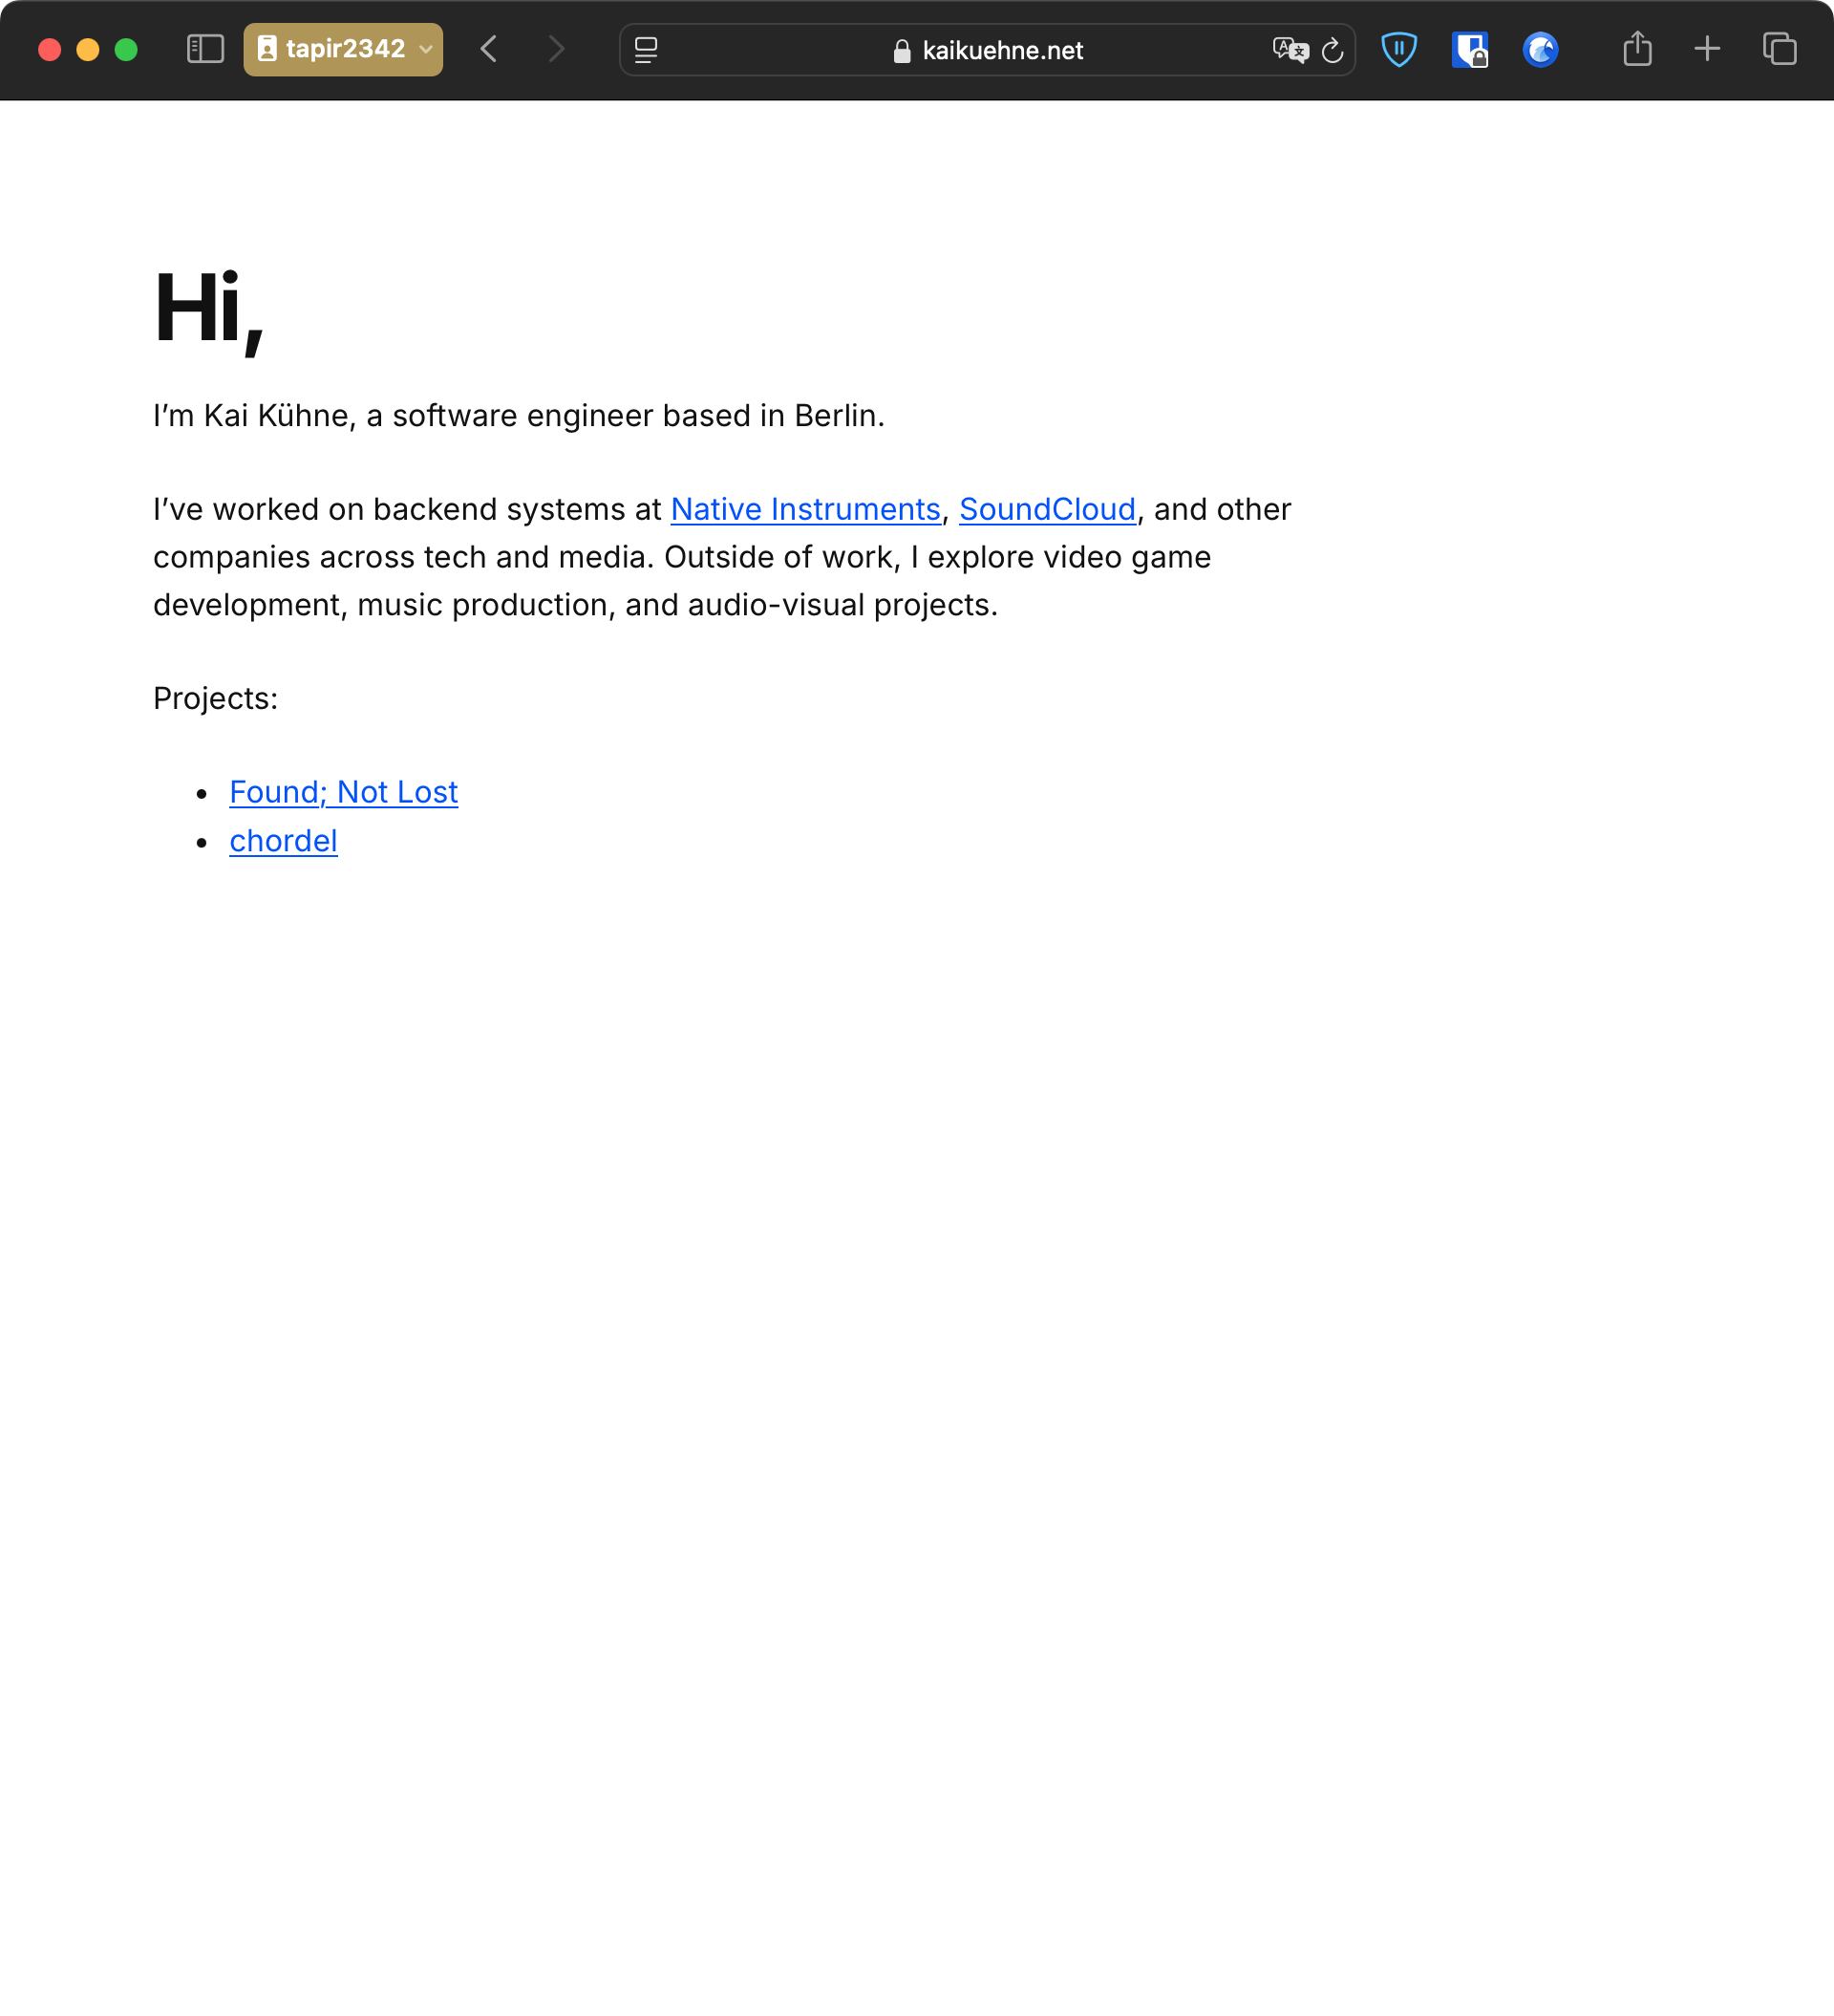 tapir2342
kaikuehne.net
Hi,
I’m Kai Kühne, a software engineer based in Berlin.
I’ve worked on backend systems at Native Instruments, SoundCloud, and other
companies across tech and media. Outside of work, I explore video game
development, music production, and audio-visual projects.
Projects:
• Found; Not Lost
• chordel